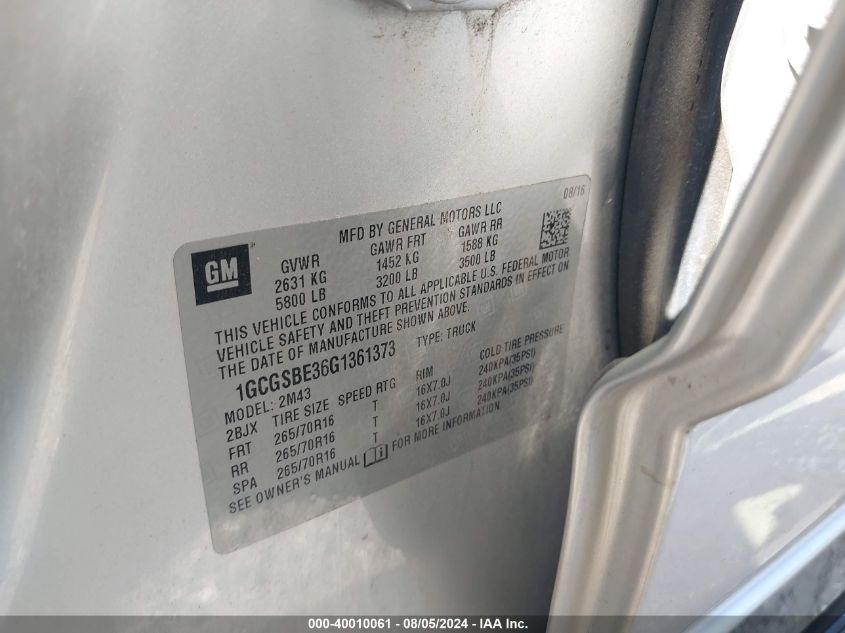 08/16
MFD BY GENERAL MOTORS LLC
GM
GVWR GAWR FRT GAWR RR
2631 KG 1452 KG 1588 KG
5800 LB 3200 LB 3500 LB
THIS VEHICLE CONFORMS TO ALL APPLICABLE U.S. FEDERAL MOTOR
VEHICLE SAFETY AND THEFT PREVENTION STANDARDS IN EFFECT ON
THE DATE OF MANUFACTURE SHOWN ABOVE.
1GCGSBE36G1361373 TYPE: TRUCK
MODEL: 2M43
2BJX TIRE SIZE SPEED RTG RIM COLD TIRE PRESSURE
FRT 265/70R16 T 16X7.0J 240KPA(35PSI)
RR 265/70R16 T 16X7.0J 240KPA(35PSI)
SPA 265/70R16 T 16X7.0J 240KPA(35PSI)
SEE OWNER'S MANUAL FOR MORE INFORMATION.
000-40010061 - 08/05/2024 - IAA Inc.